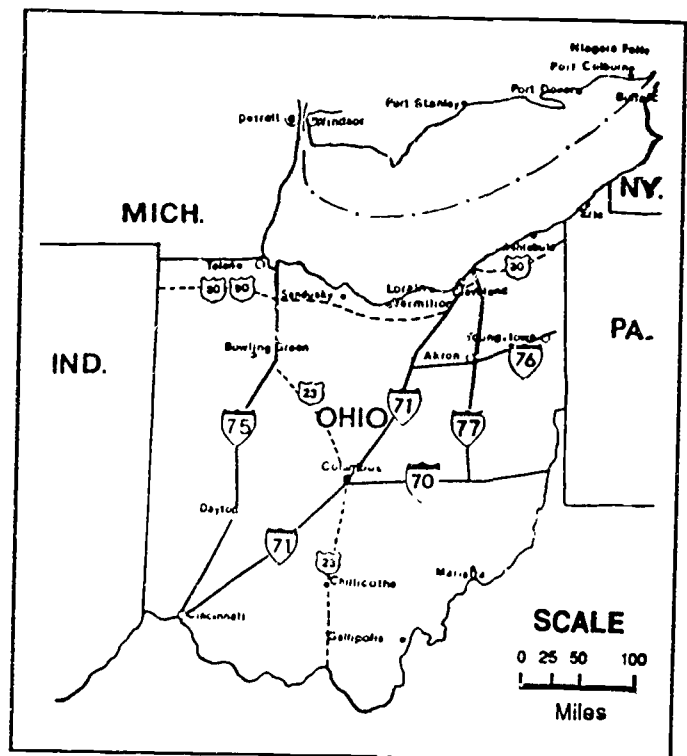 Niagara Falls
Port Colborne
Port Dover
Buffalo
Port Stanley
Detroit
Windsor
NY.
MICH.
Erie
Ashtabula
Toledo
80
90
90
Sandusky
Lorain
Vermilion
Cleveland
PA.
Youngstown
Bowling Green
Akron
76
IND.
23
71
OHIO
75
77
Columbus
70
Dayton
71
23
Chillicothe
Marietta
Cincinnati
Gallipolis
SCALE
0 25 50 100
Miles